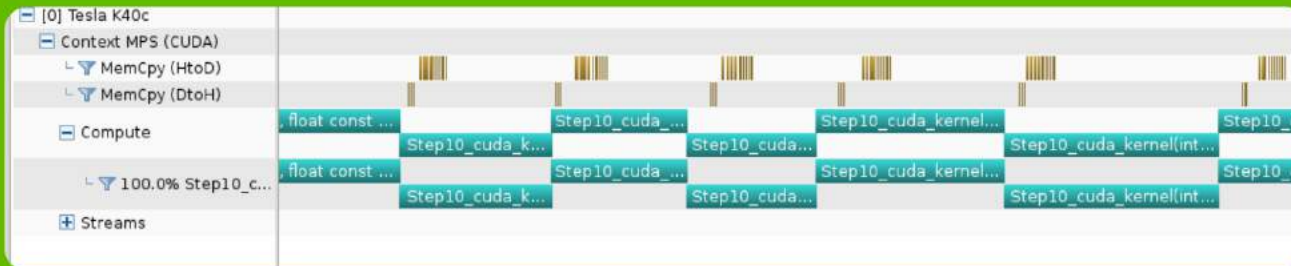 [0] Tesla K40c
Context MPS (CUDA)
MemCpy (HtoD)
MemCpy (DtoH)
Compute
, float const ... Step10_cuda_... Step10_cuda_kernel... Step10_
Step10_cuda_k... Step10_cuda... Step10_cuda_kernel(int...
100.0% Step10_c...
, float const ... Step10_cuda_... Step10_cuda_kernel... Step10_
Step10_cuda_k... Step10_cuda... Step10_cuda_kernel(int...
Streams